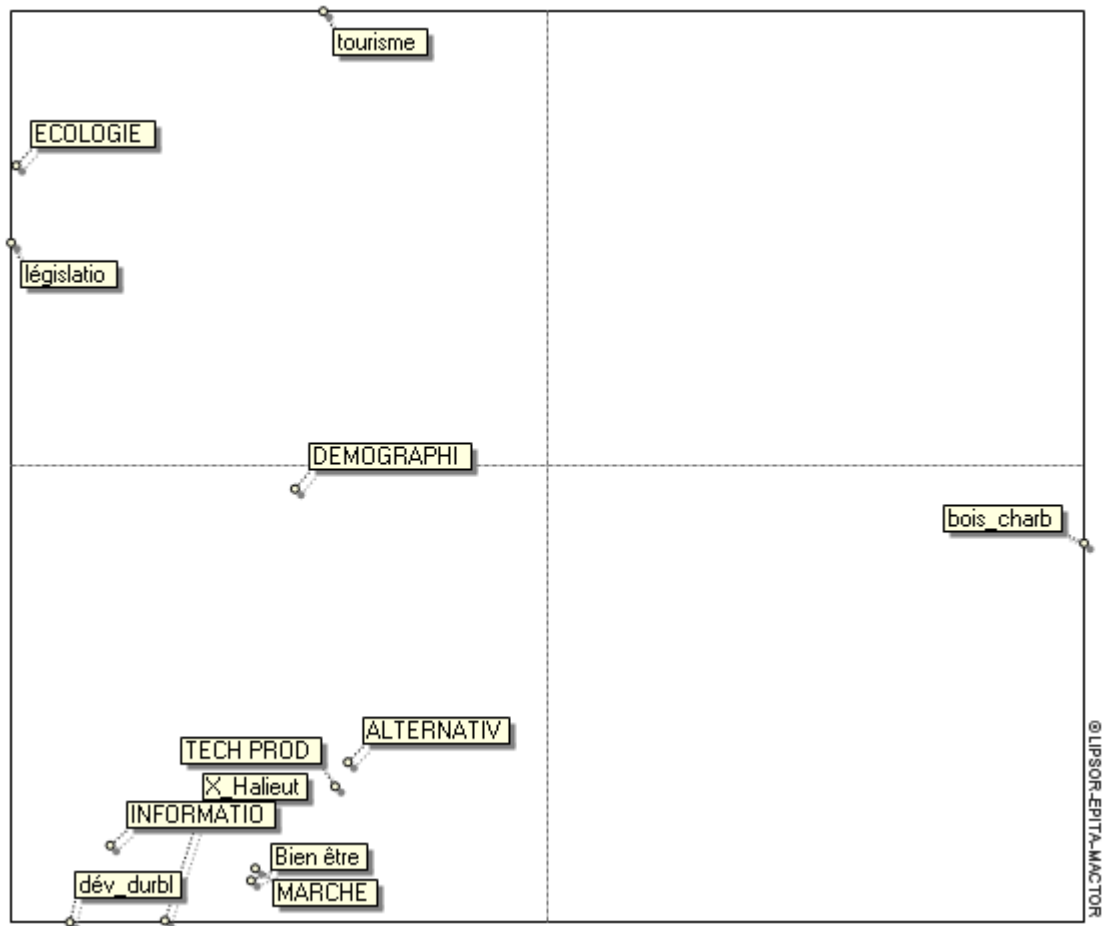 tourisme
ECOLOGIE
législatio
DEMOGRAPHI
bois_charb
ALTERNATIV
TECH PROD
X_Halieut
INFORMATIO
Bien être
dév_durbl
MARCHE
© LIPSOR-EPITA-MACTOR